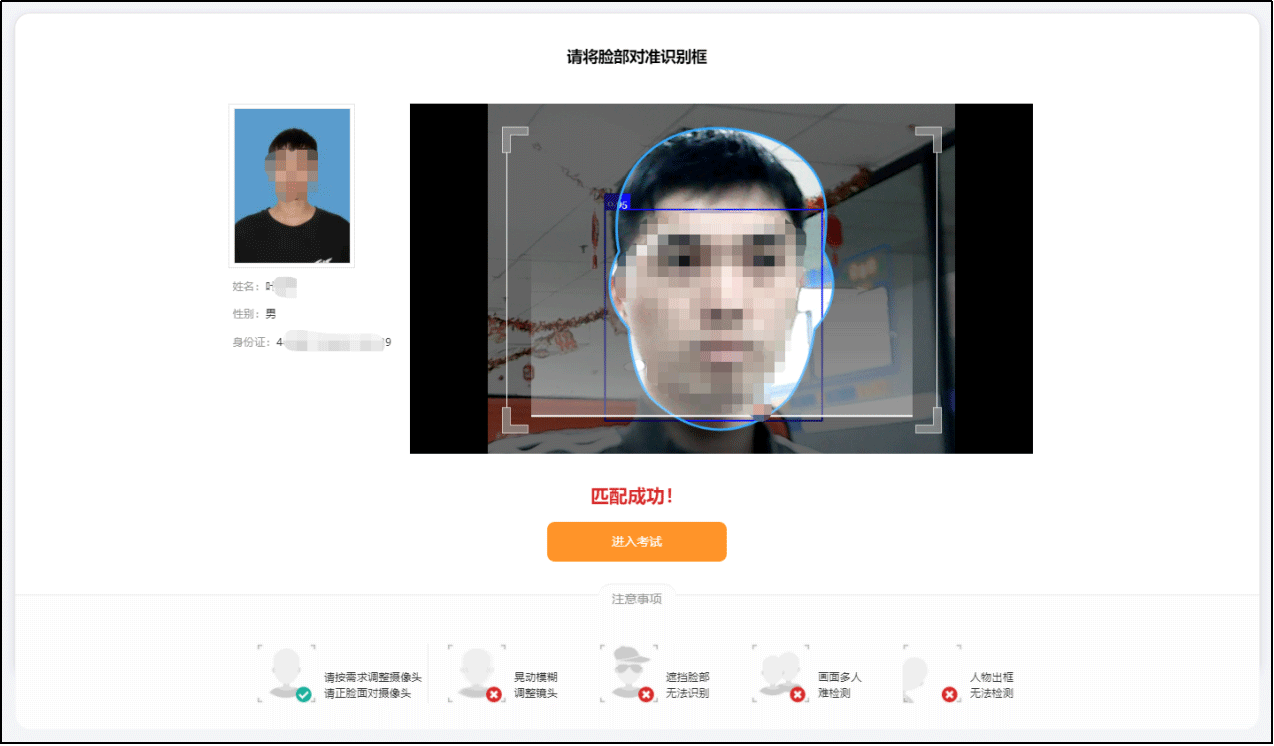 请将脸部对准识别框
0.95
姓名：叶
性别：男
身份证：4 9
匹配成功！
进入考试
注意事项
请按需求调整摄像头
请正脸面对摄像头
晃动模糊
调整镜头
遮挡脸部
无法识别
画面多人
难检测
人物出框
无法检测